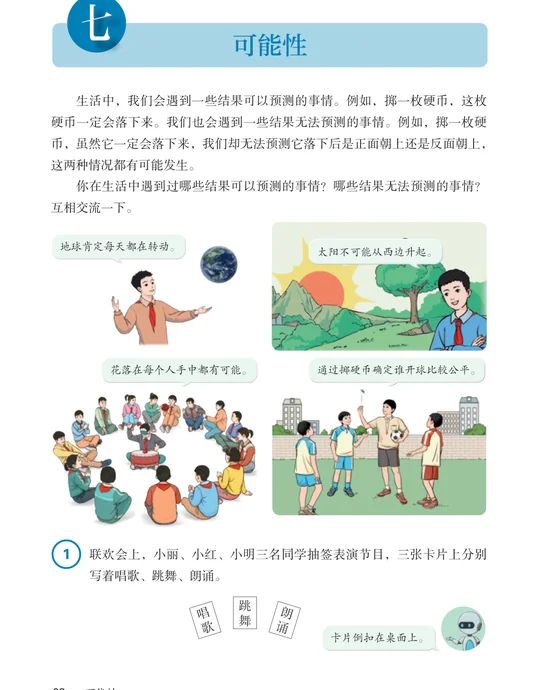 七
可能性
生活中，我们会遇到一些结果可以预测的事情。例如，掷一枚硬币，这枚
硬币一定会落下来。我们也会遇到一些结果无法预测的事情。例如，掷一枚硬
币，虽然它一定会落下来，我们却无法预测它落下后是正面朝上还是反面朝上，
这两种情况都有可能发生。
你在生活中遇到过哪些结果可以预测的事情？哪些结果无法预测的事情？
互相交流一下。
地球肯定每天都在转动。
太阳不可能从西边升起。
花落在每个人手中都有可能。
通过掷硬币确定谁开球比较公平。
1 联欢会上，小丽、小红、小明三名同学抽签表演节目，三张卡片上分别
写着唱歌、跳舞、朗诵。
唱歌
跳舞
朗诵
卡片倒扣在桌面上。